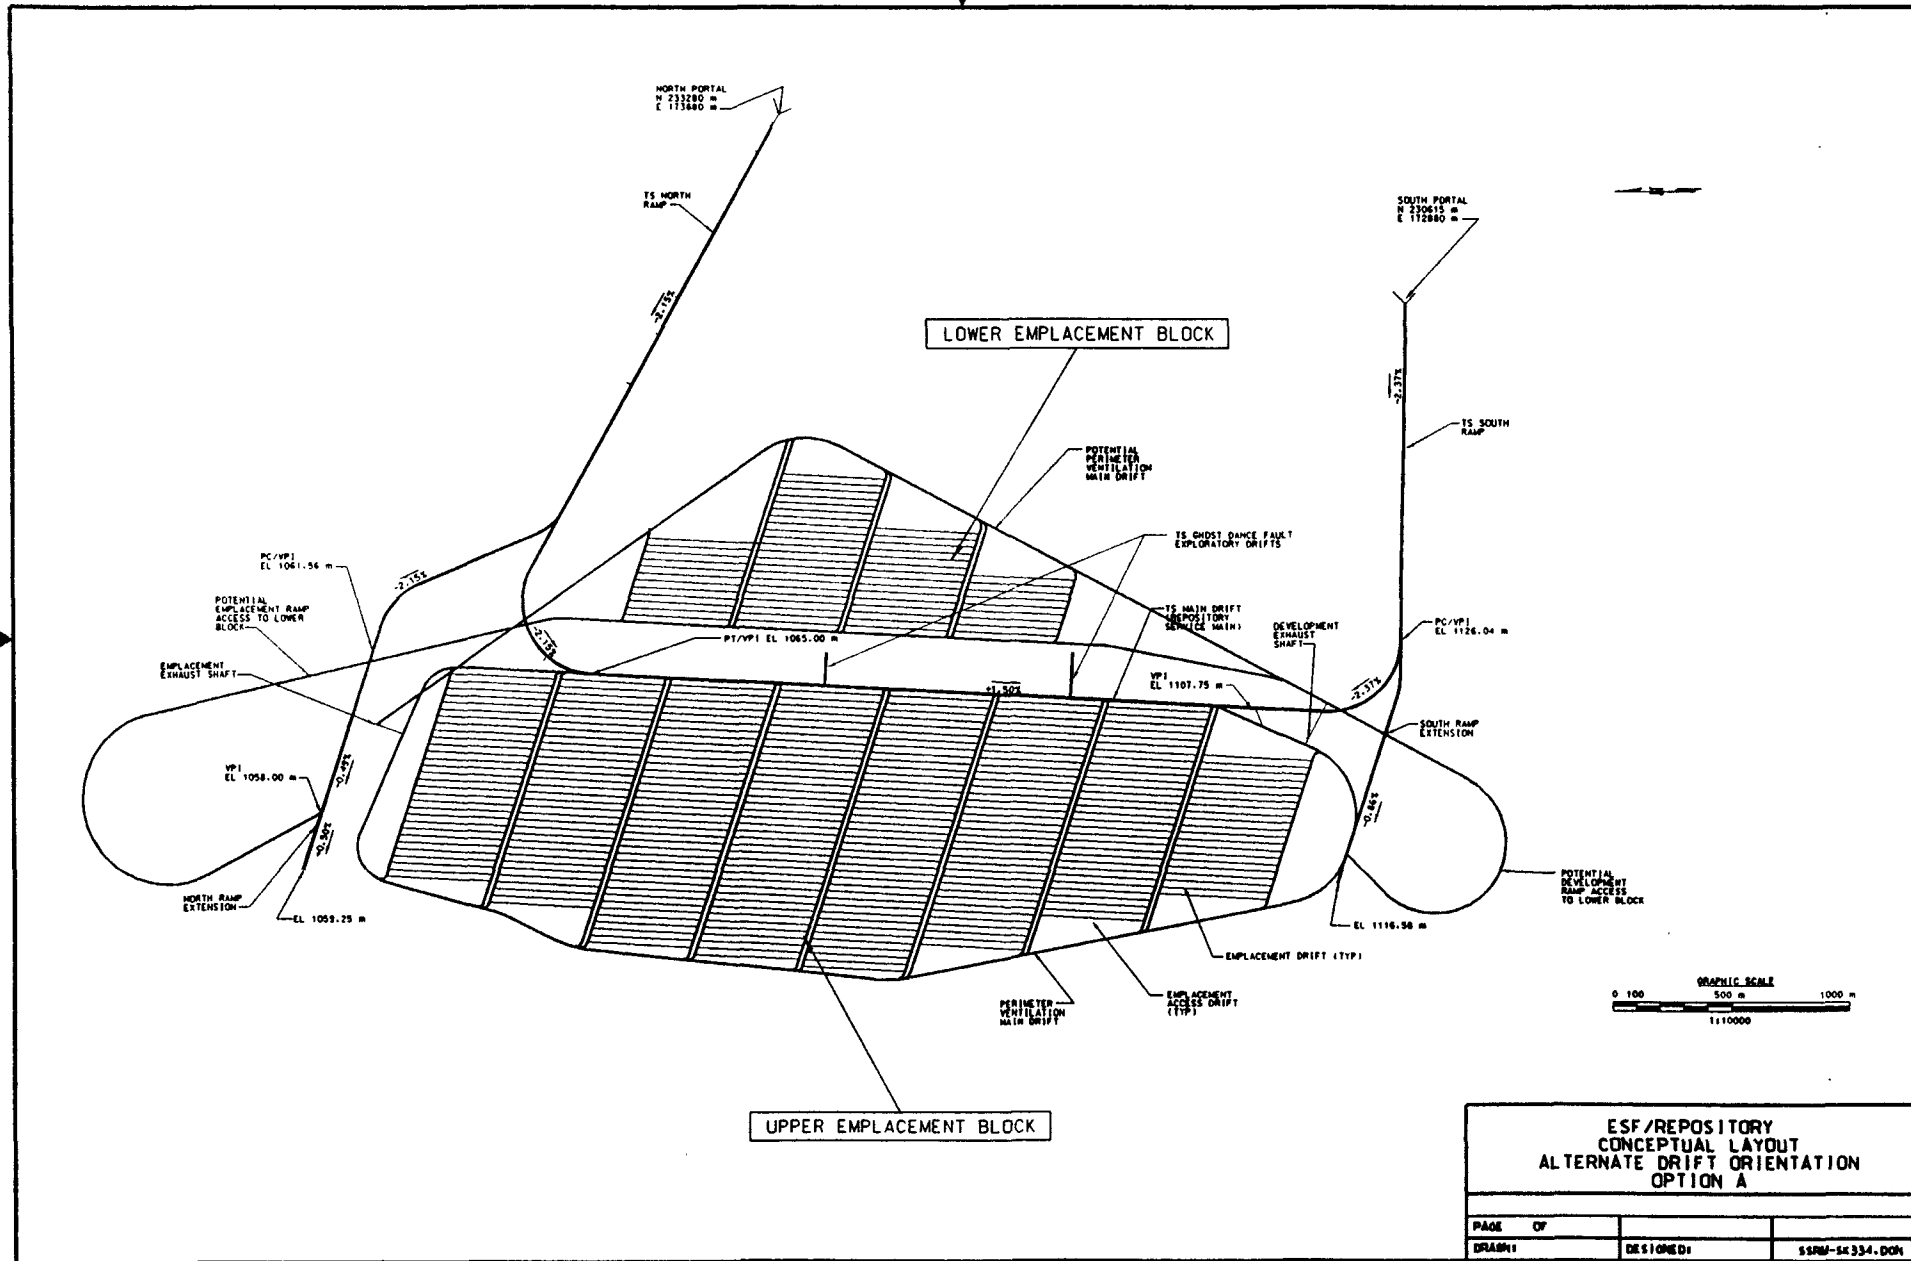 NORTH PORTAL
N 233280 m
E 173680 m
TS NORTH
RAMP
-2.15%
SOUTH PORTAL
N 230615 m
E 172880 m
LOWER EMPLACEMENT BLOCK
-2.37%
TS SOUTH
RAMP
POTENTIAL
PERIMETER
VENTILATION
MAIN DRIFT
TS GHOST DANCE FAULT
EXPLORATORY DRIFTS
PC/VPI
EL 1061.56 m
-2.15%
POTENTIAL
EMPLACEMENT RAMP
ACCESS TO LOWER
BLOCK
-2.15%
PT/VPI EL 1065.00 m
TS MAIN DRIFT
(REPOSITORY
SERVICE MAIN)
DEVELOPMENT
EXHAUST
SHAFT
PC/VPI
EL 1126.04 m
EMPLACEMENT
EXHAUST SHAFT
+1.50%
VPI
EL 1107.75 m
-2.37%
SOUTH RAMP
EXTENSION
VPI
EL 1058.00 m
-0.49%
+0.50%
-0.86%
NORTH RAMP
EXTENSION
EL 1059.25 m
POTENTIAL
DEVELOPMENT
RAMP ACCESS
TO LOWER BLOCK
EL 1116.58 m
EMPLACEMENT DRIFT (TYP)
EMPLACEMENT
ACCESS DRIFT
(TYP)
PERIMETER
VENTILATION
MAIN DRIFT
GRAPHIC SCALE
0 100 500 m 1000 m
1:10000
UPPER EMPLACEMENT BLOCK
ESF/REPOSITORY
CONCEPTUAL LAYOUT
ALTERNATE DRIFT ORIENTATION
OPTION A
PAGE OF
DRAWN: DESIGNED: SSRW-SK334.DGN